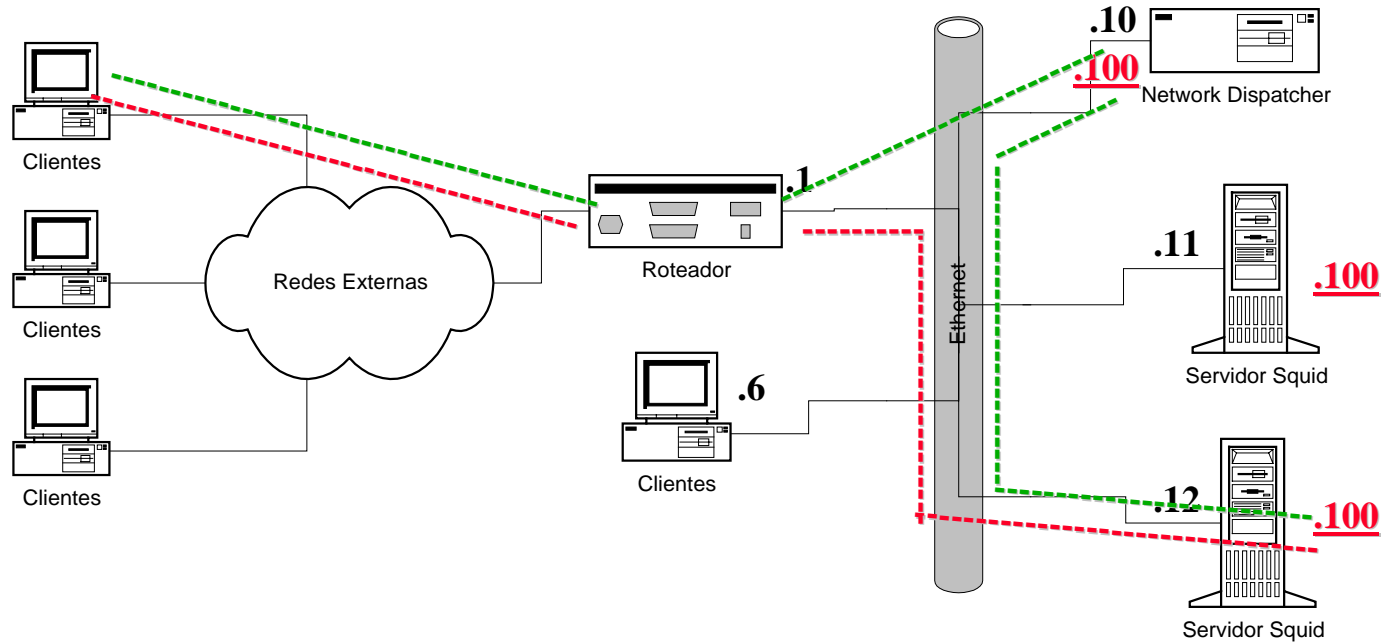 .10
.100
Network Dispatcher
Clientes
.1
Roteador
.11
.100
Servidor Squid
Redes Externas
Ethernet
Clientes
.6
Clientes
Clientes
.12
.100
Servidor Squid